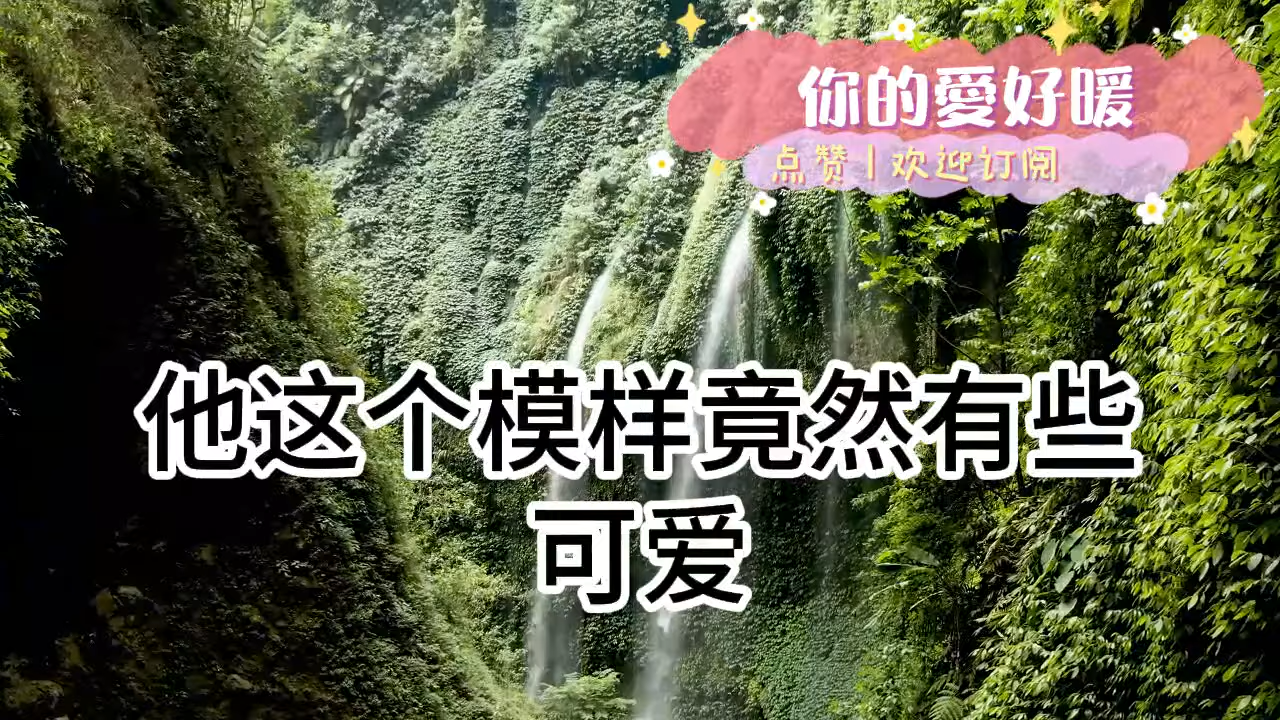 你的愛好暖
点赞｜欢迎订阅
他这个模样竟然有些
可爱